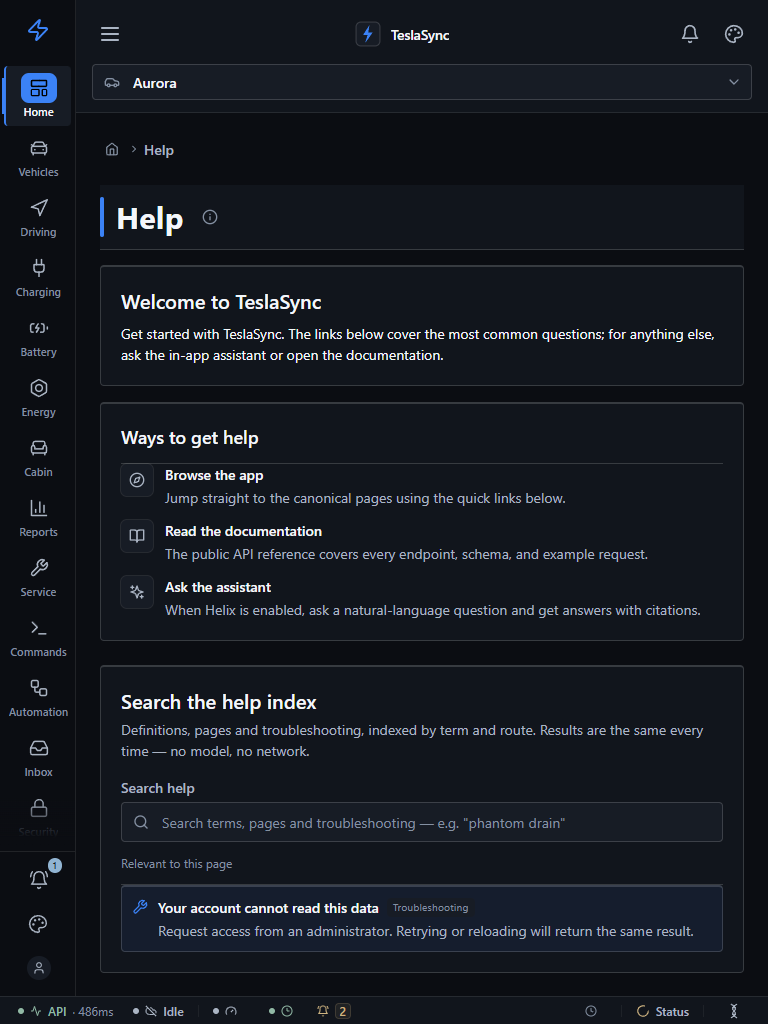 TeslaSync
Aurora
Home
Vehicles
Driving
Charging
Battery
Energy
Cabin
Reports
Service
Commands
Automation
Inbox
Security
1
Help
Help
Welcome to TeslaSync
Get started with TeslaSync. The links below cover the most common questions; for anything else,
ask the in-app assistant or open the documentation.
Ways to get help
Browse the app
Jump straight to the canonical pages using the quick links below.
Read the documentation
The public API reference covers every endpoint, schema, and example request.
Ask the assistant
When Helix is enabled, ask a natural-language question and get answers with citations.
Search the help index
Definitions, pages and troubleshooting, indexed by term and route. Results are the same every
time — no model, no network.
Search help
Search terms, pages and troubleshooting — e.g. "phantom drain"
Relevant to this page
Your account cannot read this data Troubleshooting
Request access from an administrator. Retrying or reloading will return the same result.
API · 486ms Idle 2 Status